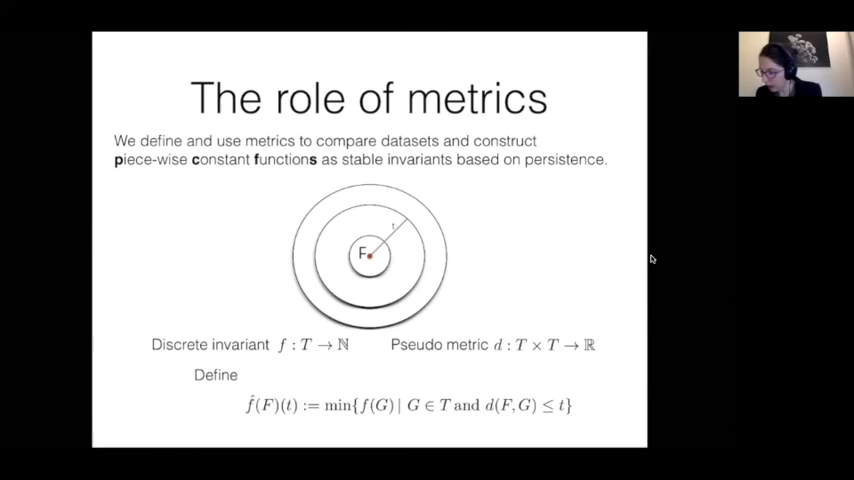 The role of metrics
We define and use metrics to compare datasets and construct
piece-wise constant functions as stable invariants based on persistence.
t
F
Discrete invariant f : T → ℕ Pseudo metric d : T × T → ℝ
Define
f̂(F)(t) := min{f(G) | G ∈ T and d(F, G) ≤ t}